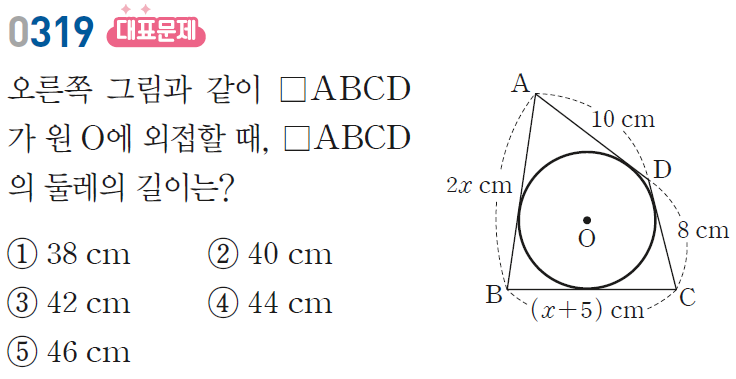 0319 대표문제
오른쪽 그림과 같이 □ABCD
가 원 O에 외접할 때, □ABCD
의 둘레의 길이는?
① 38 cm ② 40 cm
③ 42 cm ④ 44 cm
⑤ 46 cm
A
10 cm
D
2x cm
8 cm
O
B
(x+5) cm
C